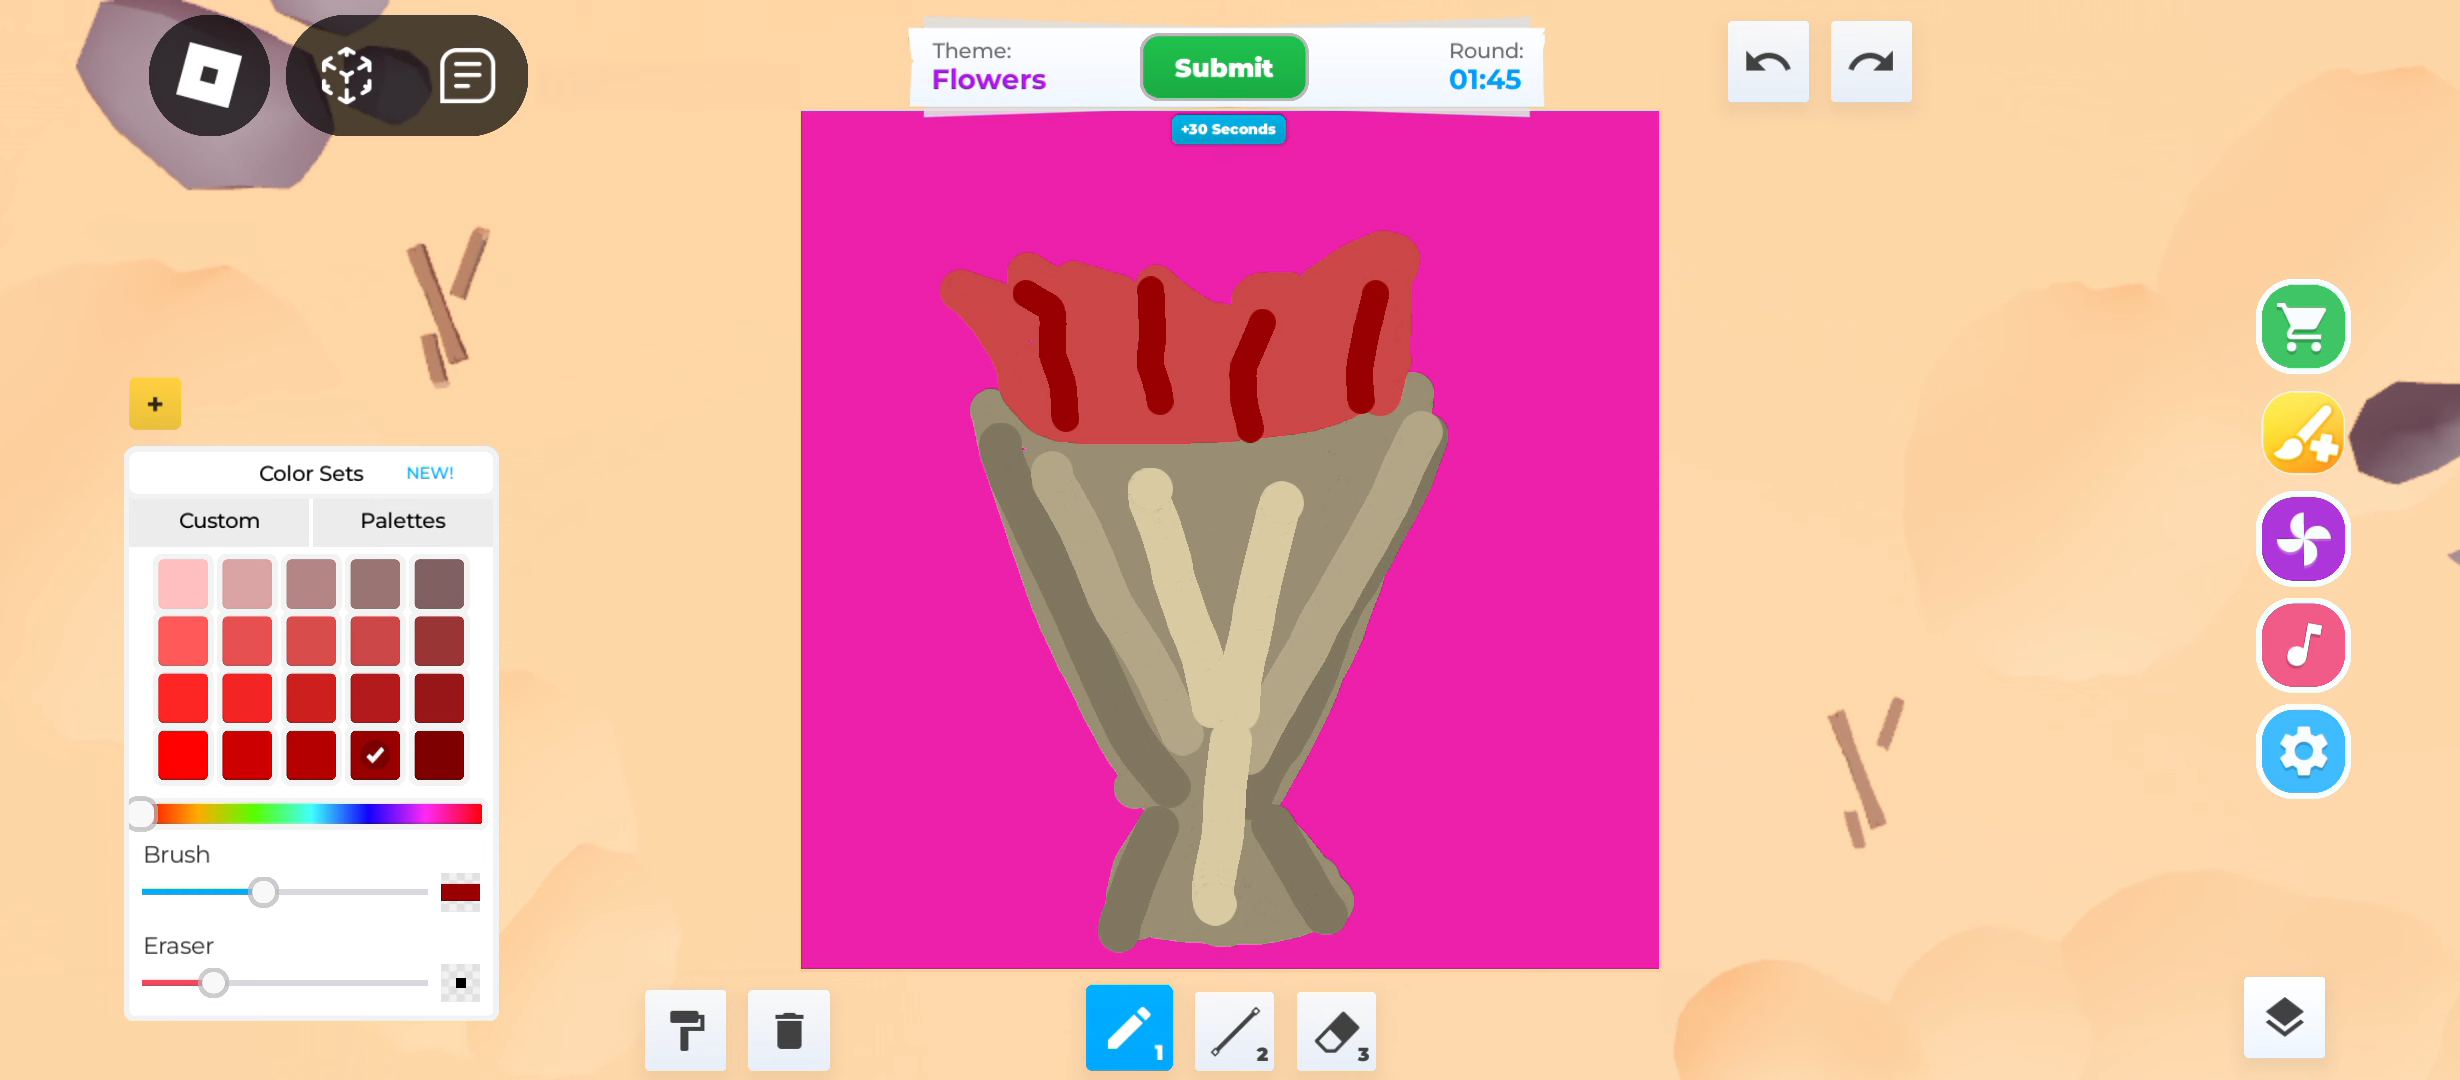 Theme:
Flowers
Submit
Round:
01:45
+30 Seconds
+
Color Sets NEW!
Custom Palettes
Brush
Eraser
1
2
3